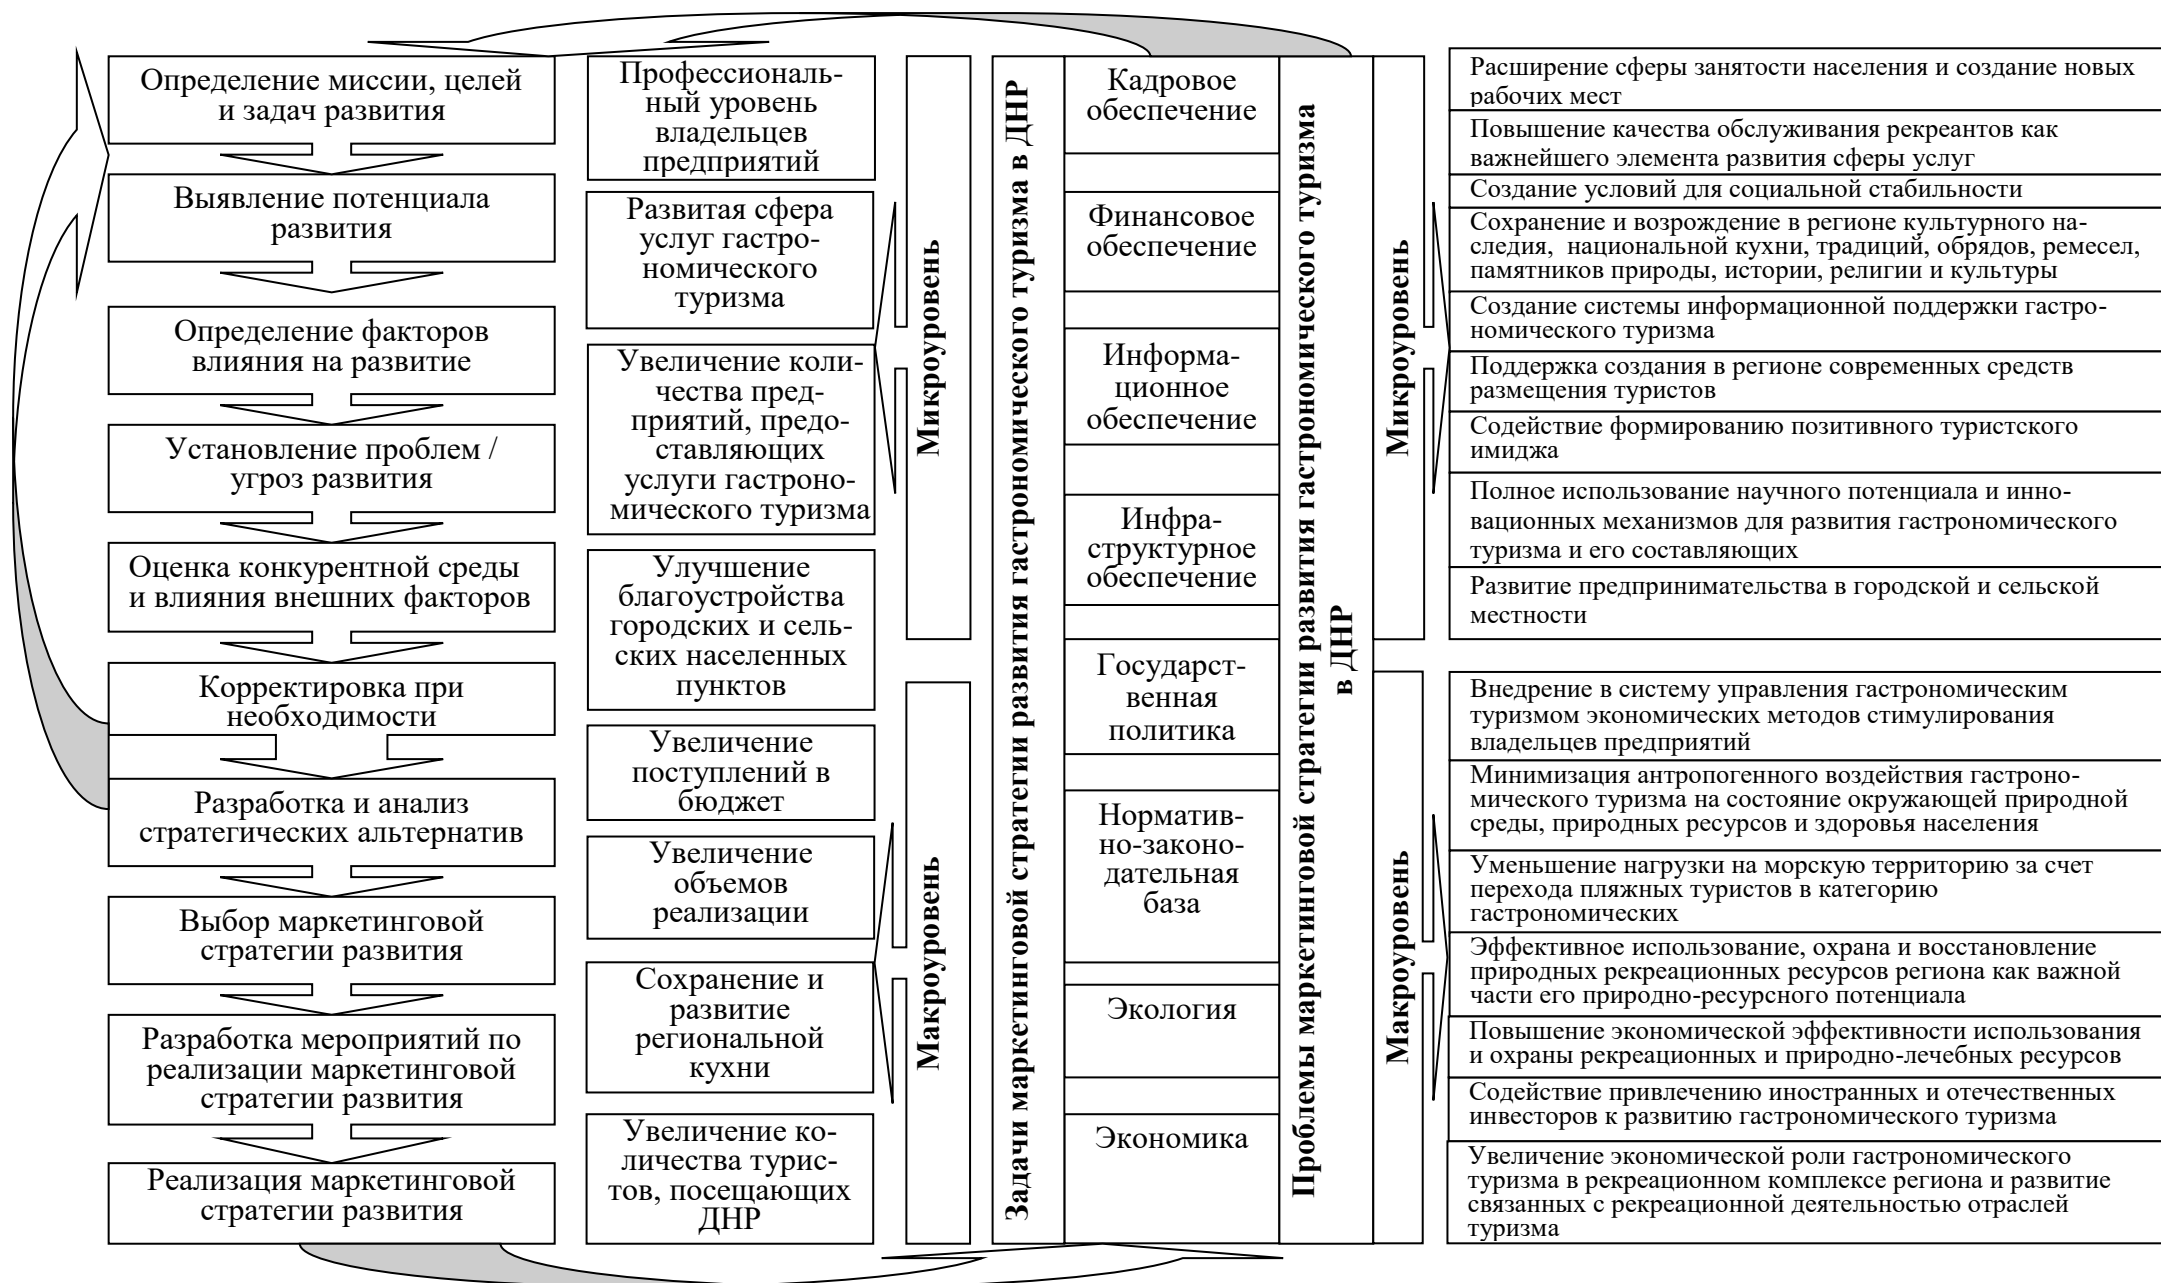 Определение миссии, целей
и задач развития
Выявление потенциала
развития
Определение факторов
влияния на развитие
Установление проблем /
угроз развития
Оценка конкурентной среды
и влияния внешних факторов
Корректировка при
необходимости
Разработка и анализ
стратегических альтернатив
Выбор маркетинговой
стратегии развития
Разработка мероприятий по
реализации маркетинговой
стратегии развития
Реализация маркетинговой
стратегии развития
Профессиональ-
ный уровень
владельцев
предприятий
Развитая сфера
услуг гастро-
номического
туризма
Увеличение коли-
чества пред-
приятий, предо-
ставляющих
услуги гастроно-
мического туризма
Улучшение
благоустройства
городских и сель-
ских населенных
пунктов
Увеличение
поступлений в
бюджет
Увеличение
объемов
реализации
Сохранение и
развитие
региональной
кухни
Увеличение ко-
личества турис-
тов, посещающих
ДНР
Микроуровень
Макроуровень
Задачи маркетинговой стратегии развития гастрономического туризма в ДНР
Кадровое
обеспечение
Финансовое
обеспечение
Информа-
ционное
обеспечение
Инфра-
структурное
обеспечение
Государст-
венная
политика
Норматив-
но-законо-
дательная
база
Экология
Экономика
Проблемы маркетинговой стратегии развития гастрономического туризма
в ДНР
Микроуровень
Макроуровень
Расширение сферы занятости населения и создание новых
рабочих мест
Повышение качества обслуживания рекреантов как
важнейшего элемента развития сферы услуг
Создание условий для социальной стабильности
Сохранение и возрождение в регионе культурного на-
следия, национальной кухни, традиций, обрядов, ремесел,
памятников природы, истории, религии и культуры
Создание системы информационной поддержки гастро-
номического туризма
Поддержка создания в регионе современных средств
размещения туристов
Содействие формированию позитивного туристского
имиджа
Полное использование научного потенциала и инно-
вационных механизмов для развития гастрономического
туризма и его составляющих
Развитие предпринимательства в городской и сельской
местности
Внедрение в систему управления гастрономическим
туризмом экономических методов стимулирования
владельцев предприятий
Минимизация антропогенного воздействия гастроно-
мического туризма на состояние окружающей природной
среды, природных ресурсов и здоровья населения
Уменьшение нагрузки на морскую территорию за счет
перехода пляжных туристов в категорию
гастрономических
Эффективное использование, охрана и восстановление
природных рекреационных ресурсов региона как важной
части его природно-ресурсного потенциала
Повышение экономической эффективности использования
и охраны рекреационных и природно-лечебных ресурсов
Содействие привлечению иностранных и отечественных
инвесторов к развитию гастрономического туризма
Увеличение экономической роли гастрономического
туризма в рекреационном комплексе региона и развитие
связанных с рекреационной деятельностью отраслей
туризма